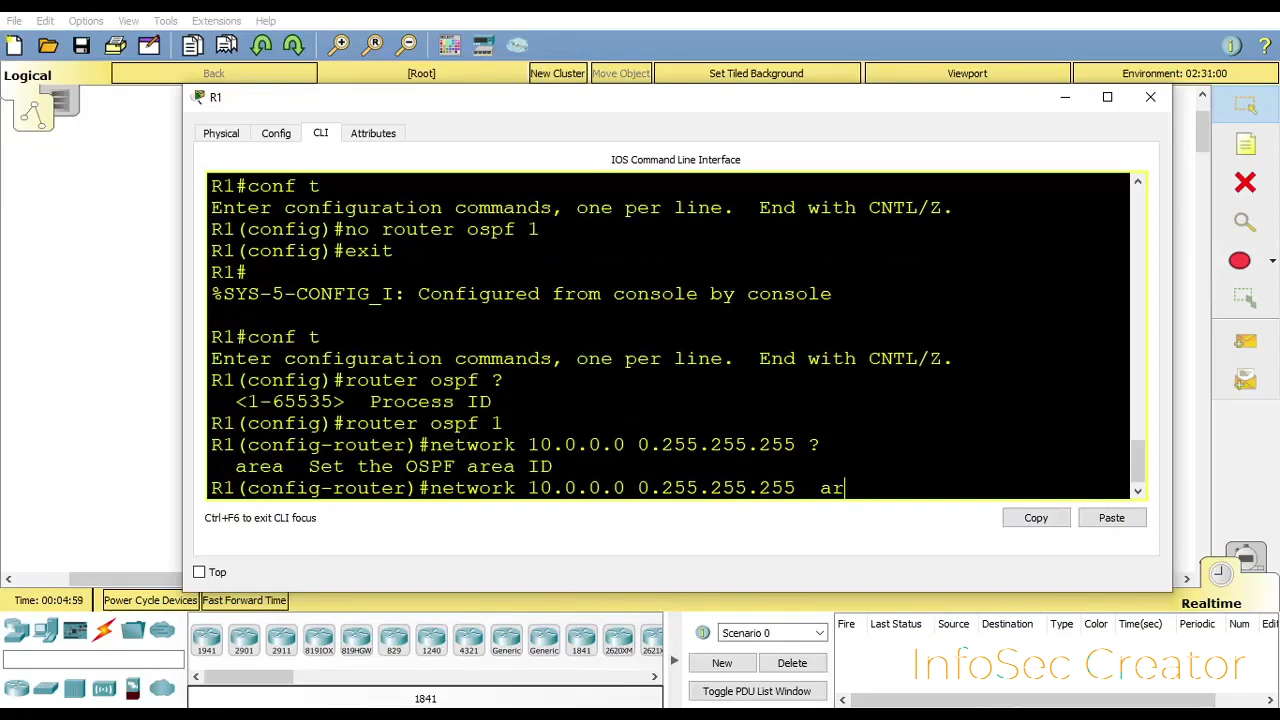 File Edit Options View Tools Extensions Help
Logical
Back [Root] New Cluster Move Object Set Tiled Background Viewport Environment: 02:31:00
R1
Physical Config CLI Attributes
IOS Command Line Interface
R1#conf t
Enter configuration commands, one per line.  End with CNTL/Z.
R1(config)#no router ospf 1
R1(config)#exit
R1#
%SYS-5-CONFIG_I: Configured from console by console
R1#conf t
Enter configuration commands, one per line.  End with CNTL/Z.
R1(config)#router ospf ?
<1-65535>  Process ID
R1(config)#router ospf 1
R1(config-router)#network 10.0.0.0 0.255.255.255 ?
area  Set the OSPF area ID
R1(config-router)#network 10.0.0.0 0.255.255.255  ar
Ctrl+F6 to exit CLI focus
Copy Paste
Top
Time: 00:04:59 Power Cycle Devices Fast Forward Time
Realtime
1941 2901 2911 819IOX 819HGW 829 1240 4321 Generic Generic 1841 2620XM 2621X
1841
Scenario 0
New Delete
Toggle PDU List Window
Fire Last Status Source Destination Type Color Time(sec) Periodic Num Edit
InfoSec Creator